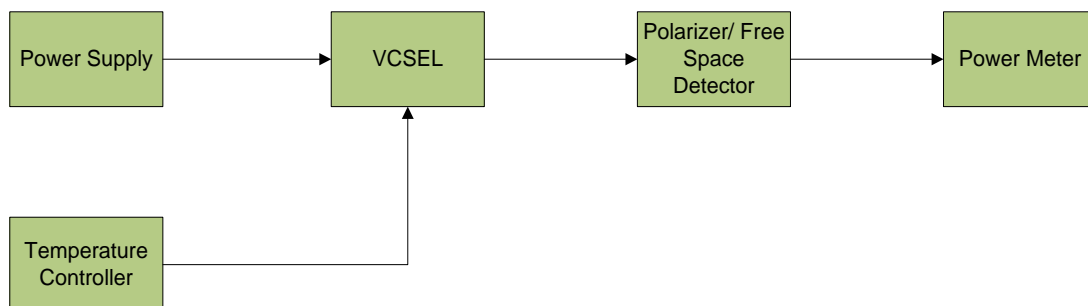 Power Supply
VCSEL
Polarizer/ Free
Space
Detector
Power Meter
Temperature
Controller